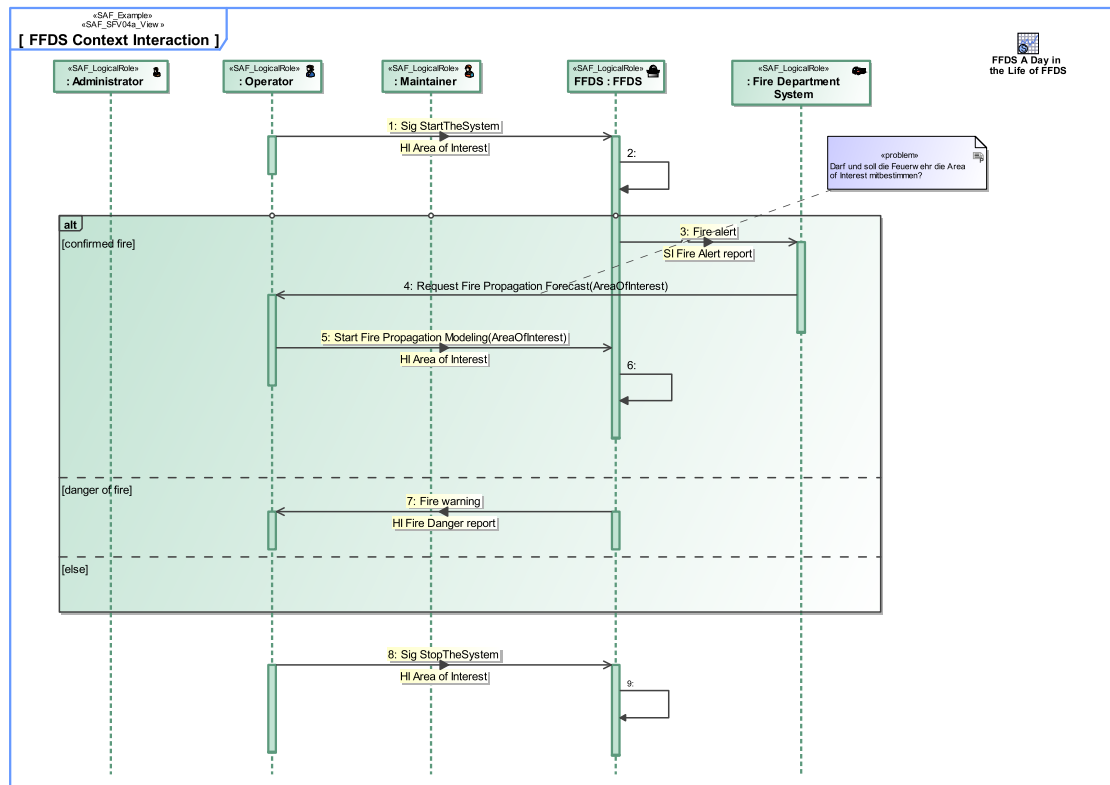 «SAF_Example»
«SAF_SFV04a_View »
[ FFDS Context Interaction ]
FFDS A Day in
the Life of FFDS
«SAF_LogicalRole»
: Administrator
«SAF_LogicalRole»
: Operator
«SAF_LogicalRole»
: Maintainer
«SAF_LogicalRole»
FFDS : FFDS
«SAF_LogicalRole»
: Fire Department
System
1: Sig StartTheSystem
HI Area of Interest
2:
«problem»
Darf und soll die Feuerwehr die Area
of Interest mitbestimmen?
alt
[confirmed fire]
3: Fire alert
SI Fire Alert report
4: Request Fire Propagation Forecast(AreaOfInterest)
5: Start Fire Propagation Modeling(AreaOfInterest)
HI Area of Interest
6:
[danger of fire]
7: Fire warning
HI Fire Danger report
[else]
8: Sig StopTheSystem
HI Area of Interest
9: